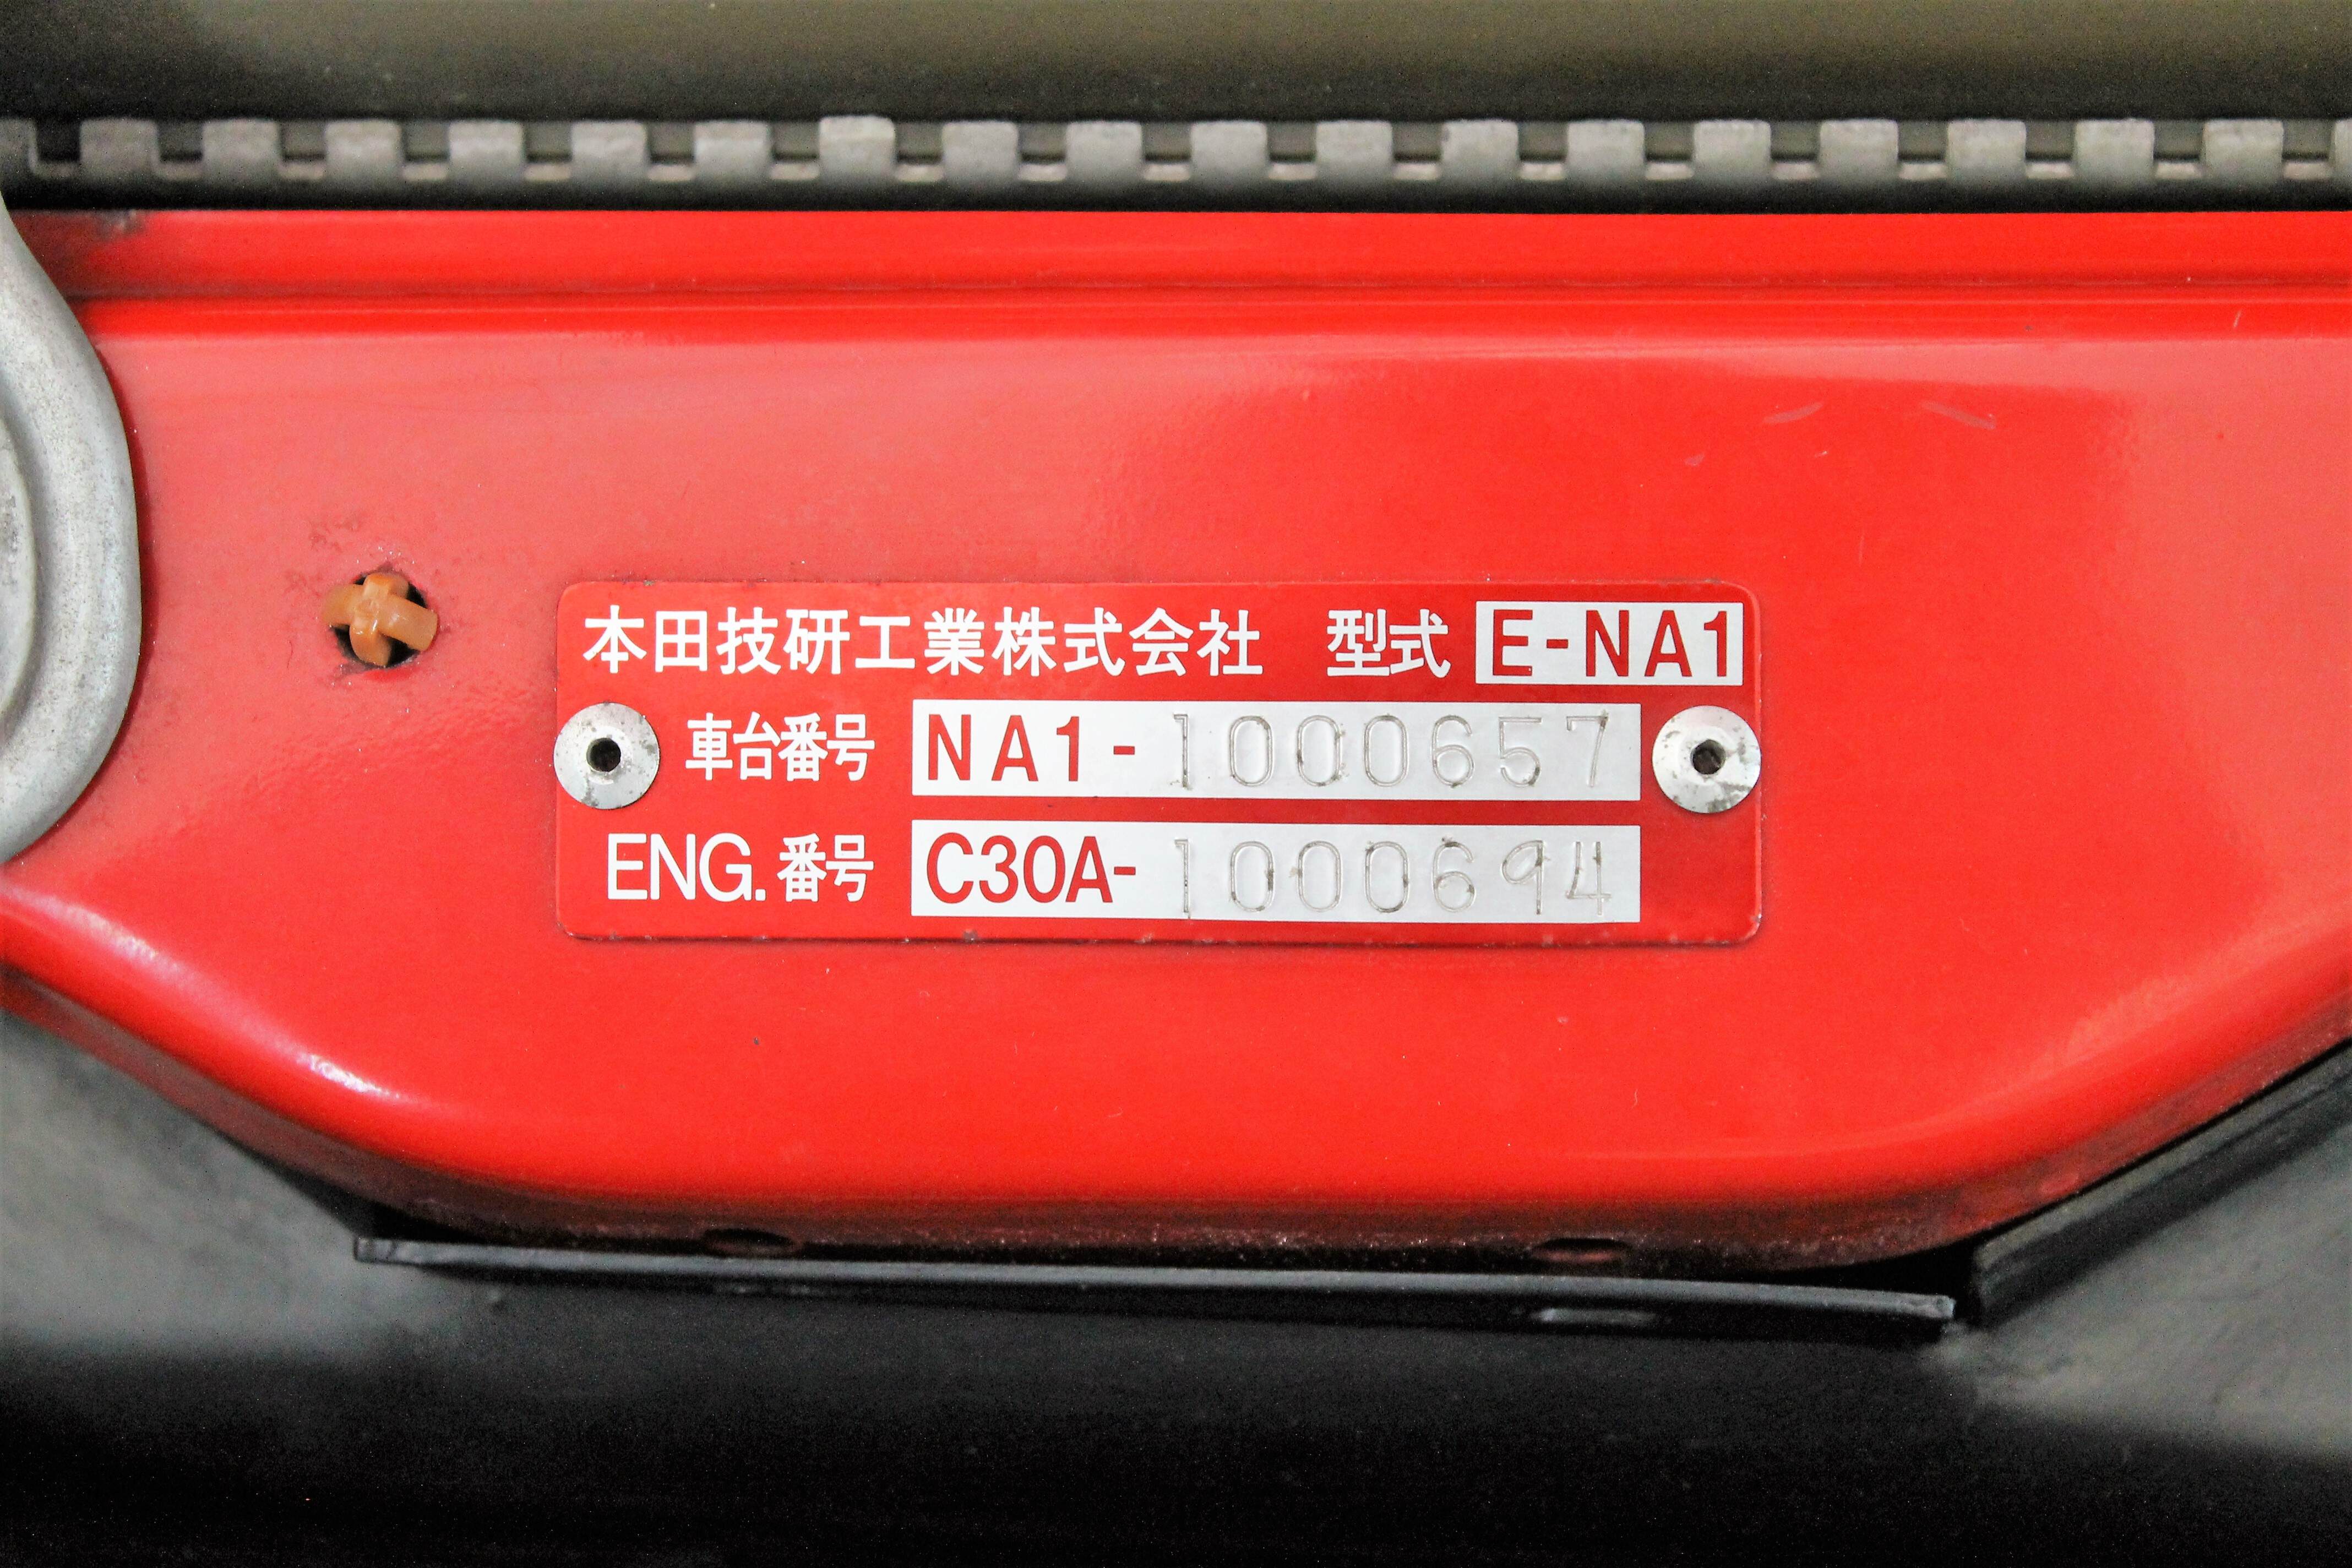 本田技研工業株式会社 型式 E-NA1
車台番号 NA1-1000657
ENG.番号 C30A-1000694